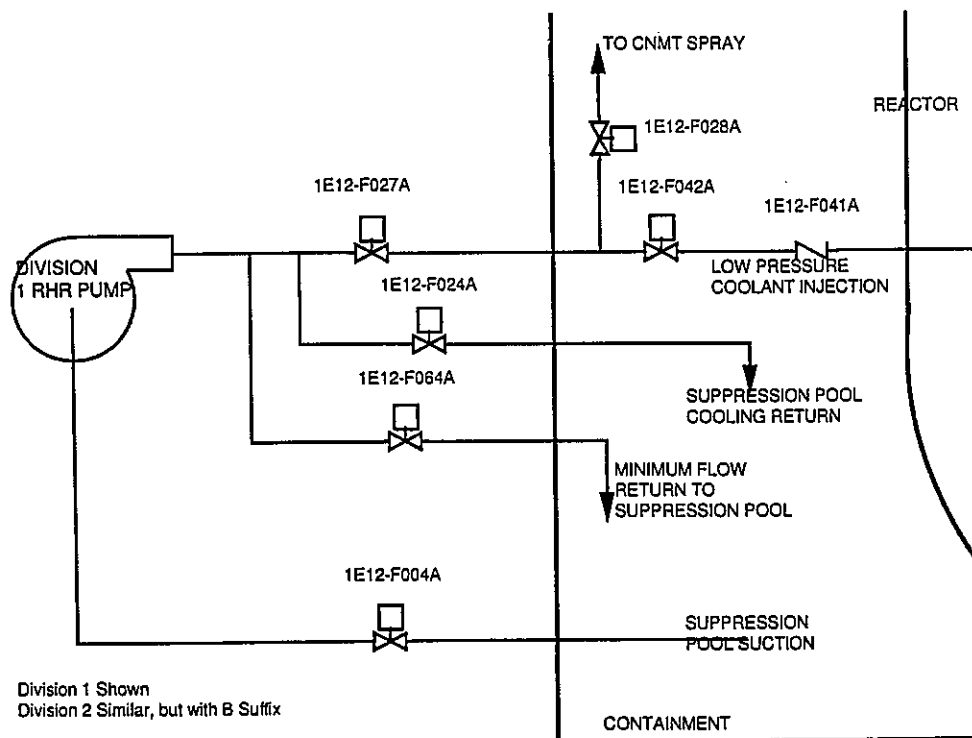 TO CNMT SPRAY
REACTOR
1E12-F028A
1E12-F027A
1E12-F042A
1E12-F041A
DIVISION
1 RHR PUMP
LOW PRESSURE
COOLANT INJECTION
1E12-F024A
1E12-F064A
SUPPRESSION POOL
COOLING RETURN
MINIMUM FLOW
RETURN TO
SUPPRESSION POOL
1E12-F004A
SUPPRESSION
POOL SUCTION
Division 1 Shown
Division 2 Similar, but with B Suffix
CONTAINMENT